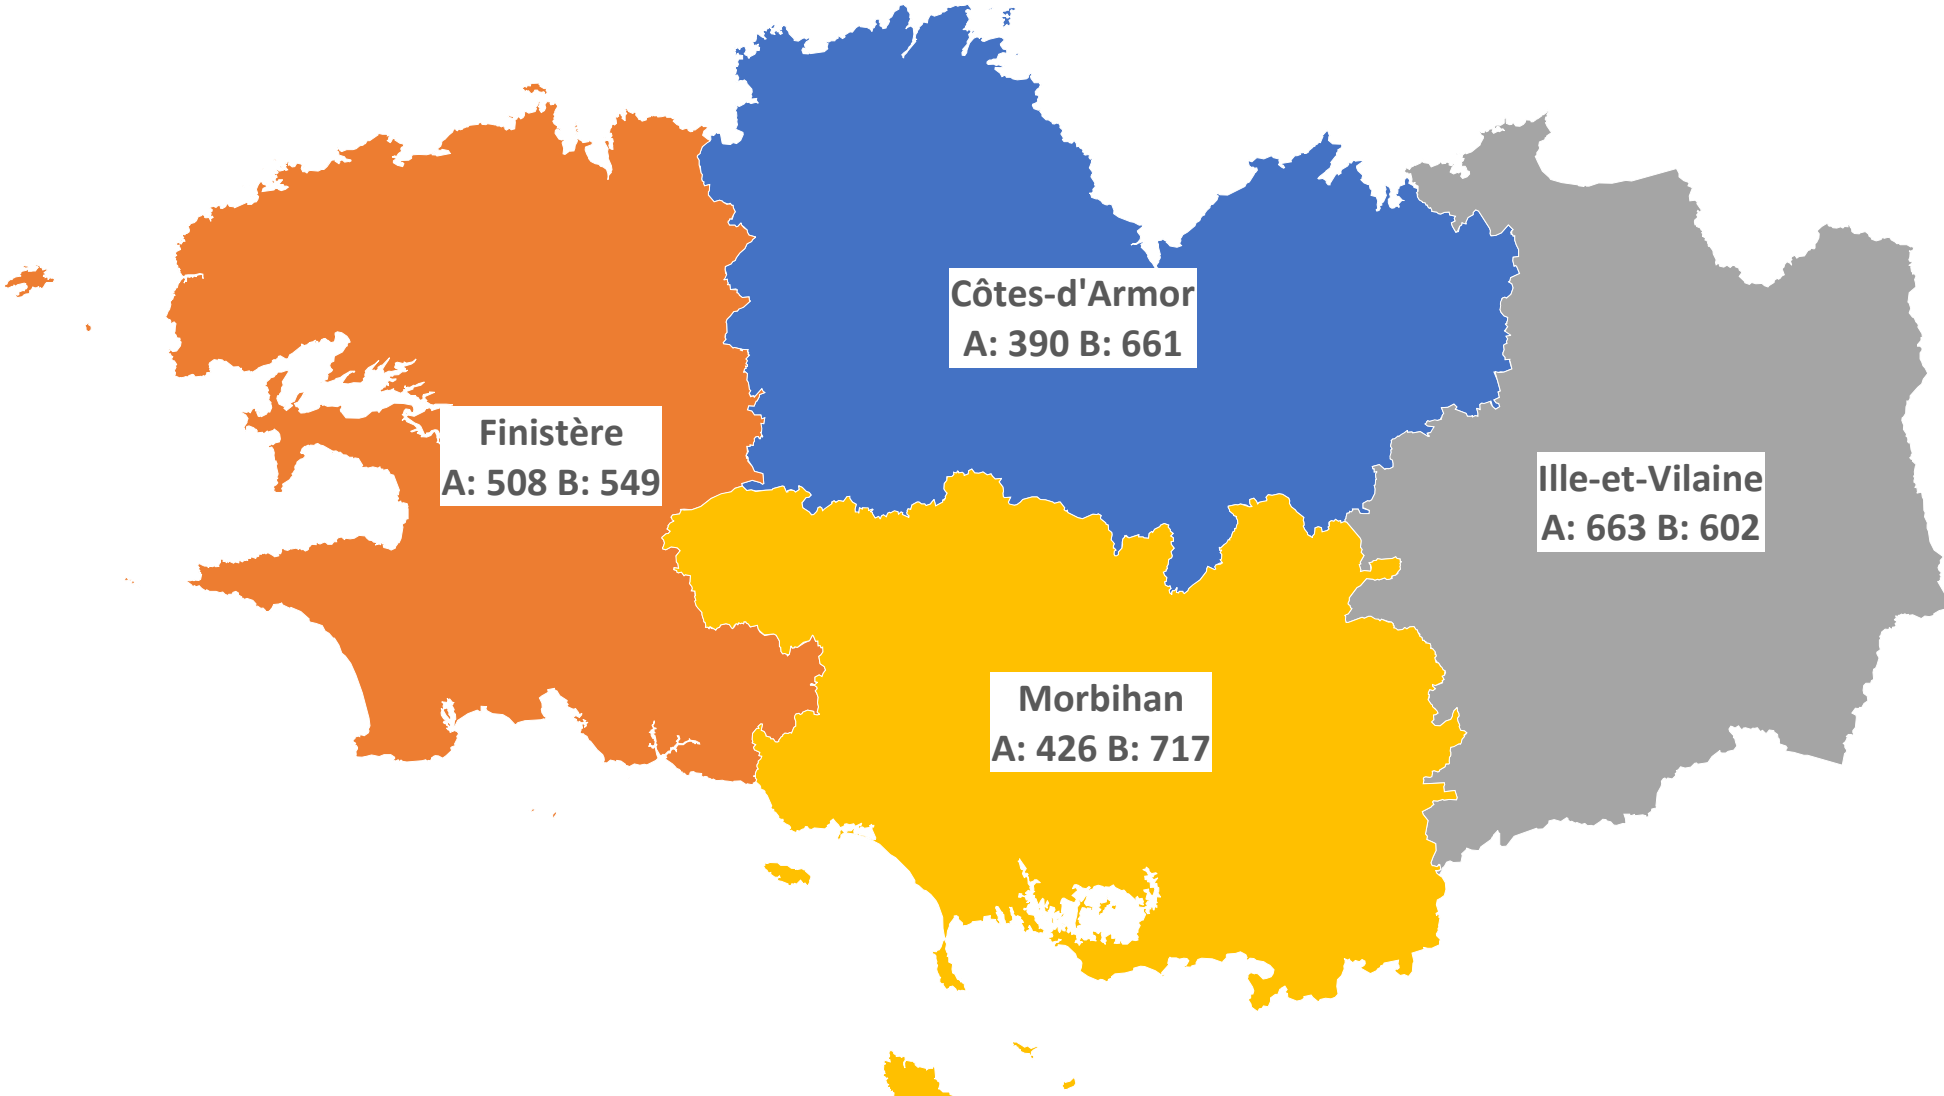 Côtes-d'Armor
A: 390 B: 661
Finistère
A: 508 B: 549
Ille-et-Vilaine
A: 663 B: 602
Morbihan
A: 426 B: 717